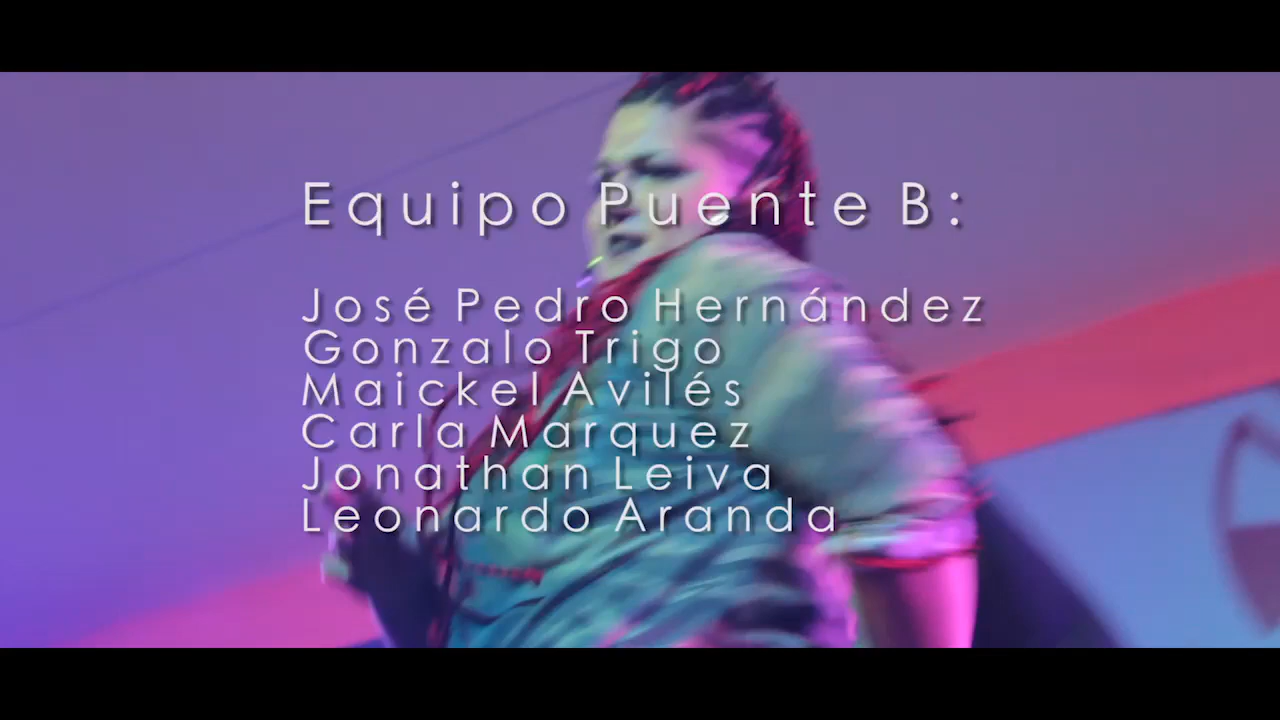 Equipo Puente B:
José Pedro Hernández
Gonzalo Trigo
Maickel Avilés
Carla Marquez
Jonathan Leiva
Leonardo Aranda